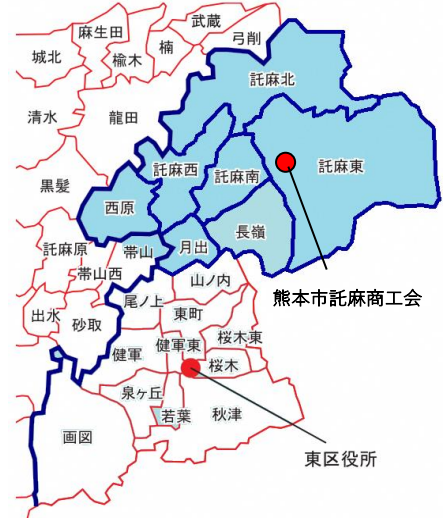 武蔵
麻生田
弓削
楠
城北
楡木
託麻北
清水
龍田
託麻東
託麻西
託麻南
黒髪
西原
長嶺
託麻原
帯山
月出
帯山西
山ノ内
熊本市託麻商工会
尾ノ上
出水
東町
砂取
桜木東
健軍
健軍東
桜木
泉ヶ丘
若葉
秋津
画図
東区役所